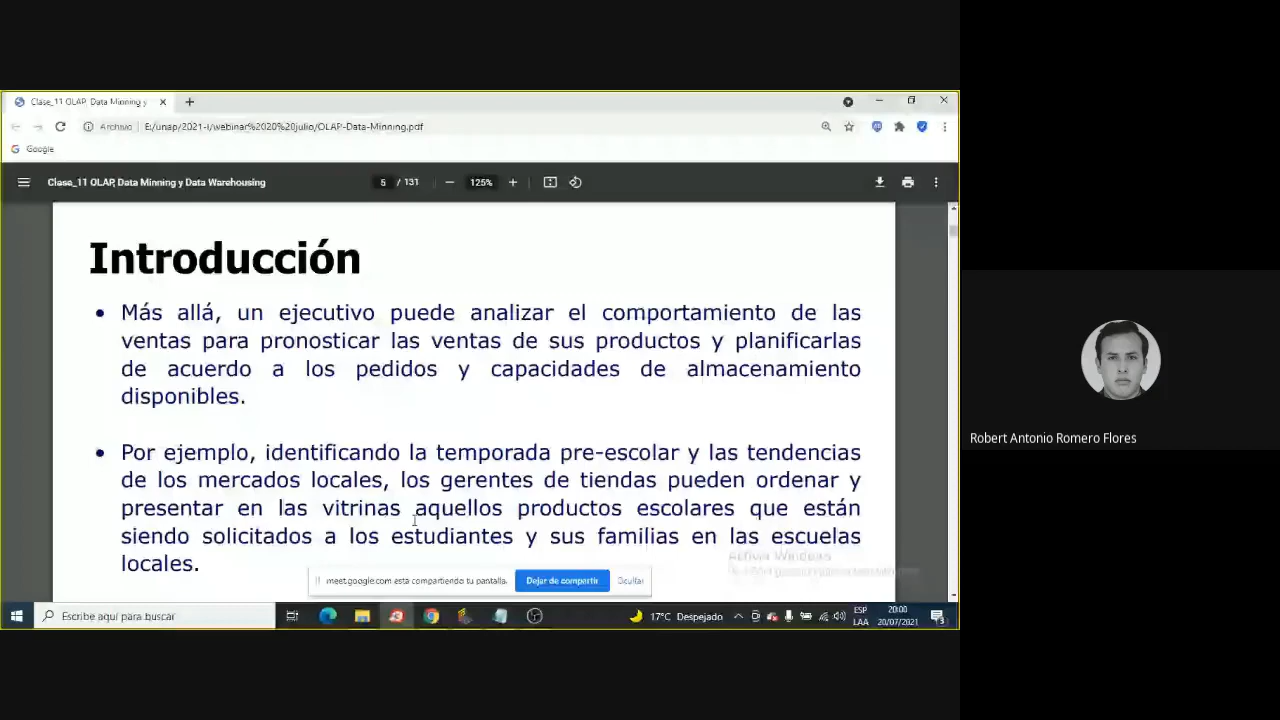 Clase_11 OLAP, Data Minning y
Archivo E:/unap/2021-I/webinar%2020%20julio/OLAP-Data-Minning.pdf
Google
Clase_11 OLAP, Data Minning y Data Warehousing 5 / 131 125%
Introducción
• Más allá, un ejecutivo puede analizar el comportamiento de las
ventas para pronosticar las ventas de sus productos y planificarlas
de acuerdo a los pedidos y capacidades de almacenamiento
disponibles.
• Por ejemplo, identificando la temporada pre-escolar y las tendencias
de los mercados locales, los gerentes de tiendas pueden ordenar y
presentar en las vitrinas aquellos productos escolares que están
siendo solicitados a los estudiantes y sus familias en las escuelas
locales.
Activar Windows
meet.google.com está compartiendo tu pantalla. Dejar de compartir Ocultar
Escribe aquí para buscar
17°C Despejado
ESP
LAA
20:00
20/07/2021
3
Robert Antonio Romero Flores